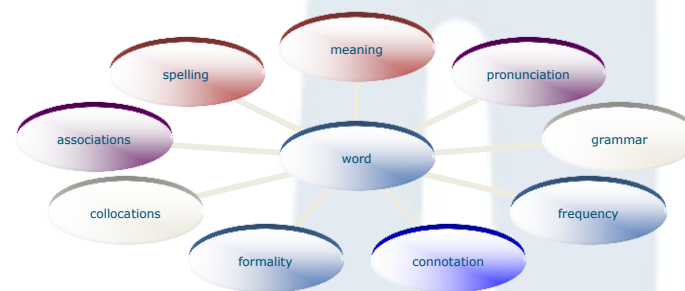 meaning
spelling
pronunciation
associations
grammar
word
collocations
frequency
formality
connotation